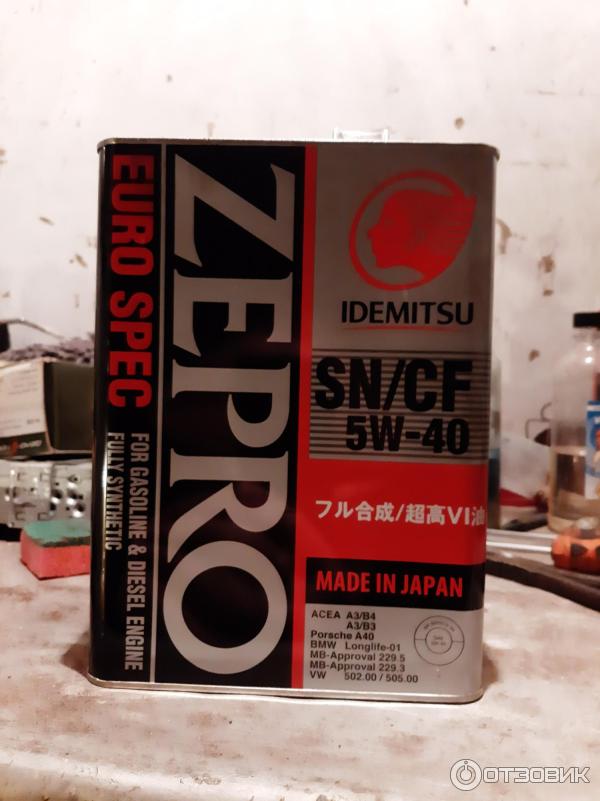 ZEPRO
EURO SPEC
FOR GASOLINE & DIESEL ENGINE
FULLY SYNTHETIC
IDEMITSU
SN/CF
5W-40
フル合成/超高VI油
MADE IN JAPAN
ACEA A3/B4
A3/B3
Porsche A40
BMW Longlife-01
MB-Approval 229.5
MB-Approval 229.3
VW 502.00 / 505.00
ОТЗОВИК